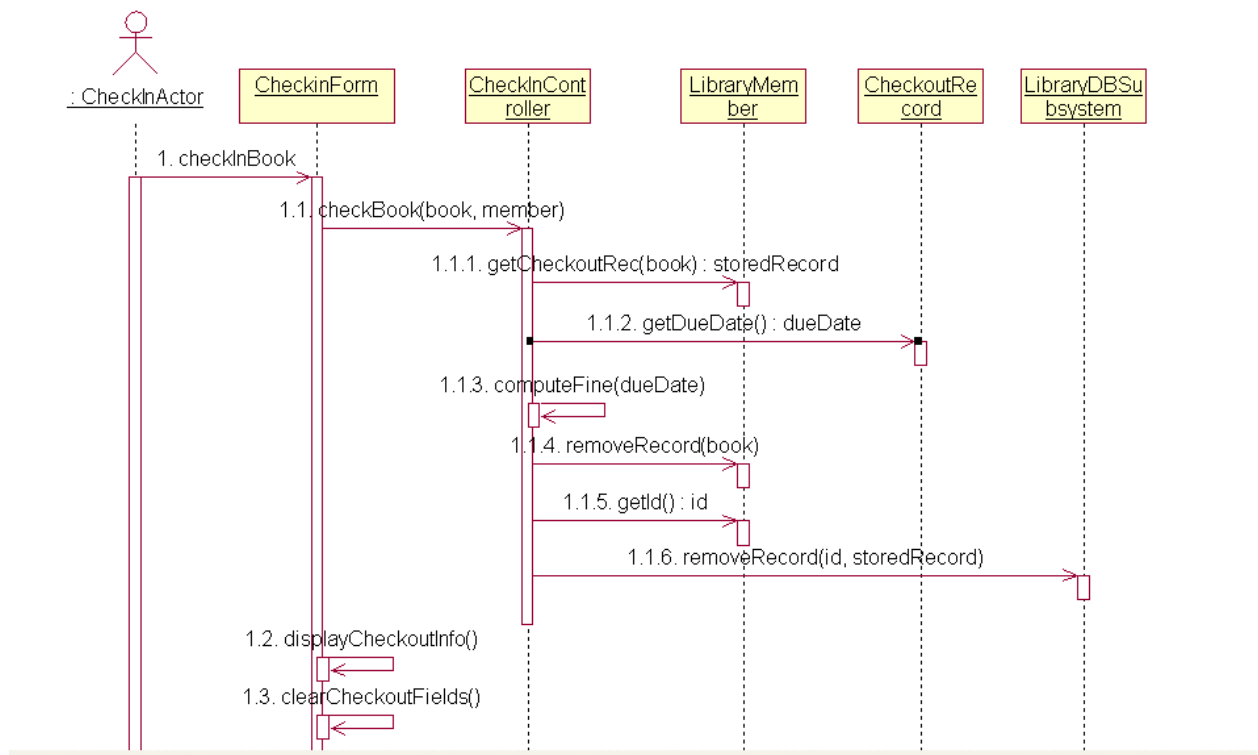 : CheckInActor
CheckinForm
CheckInCont
roller
LibraryMem
ber
CheckoutRe
cord
LibraryDBSu
bsystem
1. checkInBook
1.1. checkBook(book, member)
1.1.1. getCheckoutRec(book) : storedRecord
1.1.2. getDueDate() : dueDate
1.1.3. computeFine(dueDate)
1.1.4. removeRecord(book)
1.1.5. getId() : id
1.1.6. removeRecord(id, storedRecord)
1.2. displayCheckoutInfo()
1.3. clearCheckoutFields()